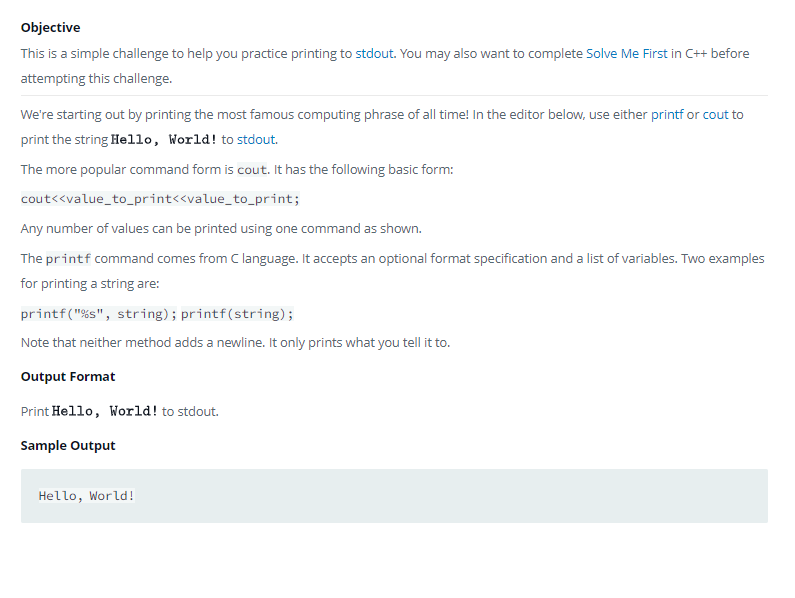 Objective
This is a simple challenge to help you practice printing to stdout. You may also want to complete Solve Me First in C++ before
attempting this challenge.
We're starting out by printing the most famous computing phrase of all time! In the editor below, use either printf or cout to
print the string Hello, World! to stdout.
The more popular command form is cout. It has the following basic form:
cout<<value_to_print<<value_to_print;
Any number of values can be printed using one command as shown.
The printf command comes from C language. It accepts an optional format specification and a list of variables. Two examples
for printing a string are:
printf("%s", string); printf(string);
Note that neither method adds a newline. It only prints what you tell it to.
Output Format
Print Hello, World! to stdout.
Sample Output
Hello, World!